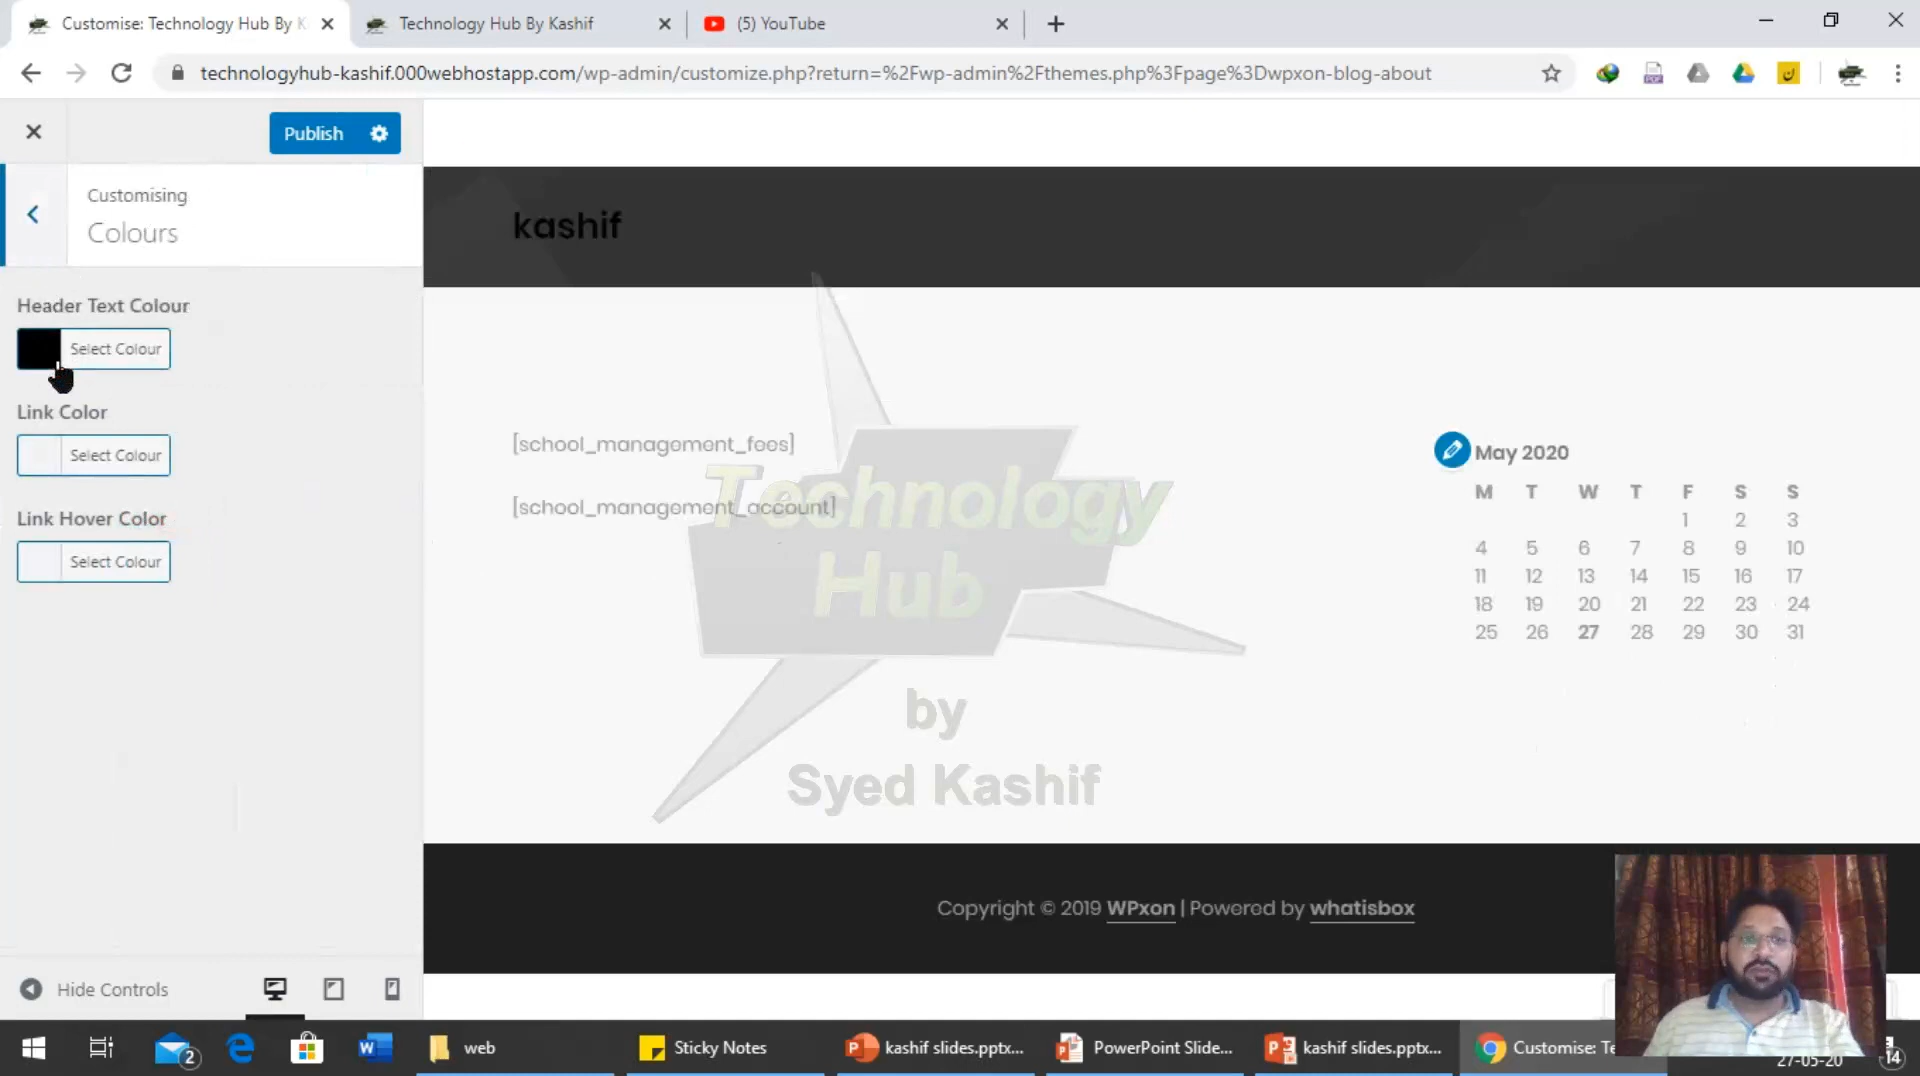 Customise: Technology Hub By K
Technology Hub By Kashif
(5) YouTube
technologyhub-kashif.000webhostapp.com/wp-admin/customize.php?return=%2Fwp-admin%2Fthemes.php%3Fpage%3Dwpxon-blog-about
Publish
Customising
Colours
Header Text Colour
Select Colour
Link Color
Select Colour
Link Hover Color
Select Colour
Hide Controls
kashif
[school_management_fees]
[school_management_account]
Technology
Hub
by
Syed Kashif
May 2020
M T W T F S S
1 2 3
4 5 6 7 8 9 10
11 12 13 14 15 16 17
18 19 20 21 22 23 24
25 26 27 28 29 30 31
Copyright © 2019 WPxon | Powered by whatisbox
2
web
Sticky Notes
kashif slides.pptx...
PowerPoint Slide...
kashif slides.pptx...
Customise: Te
27-05-20
14